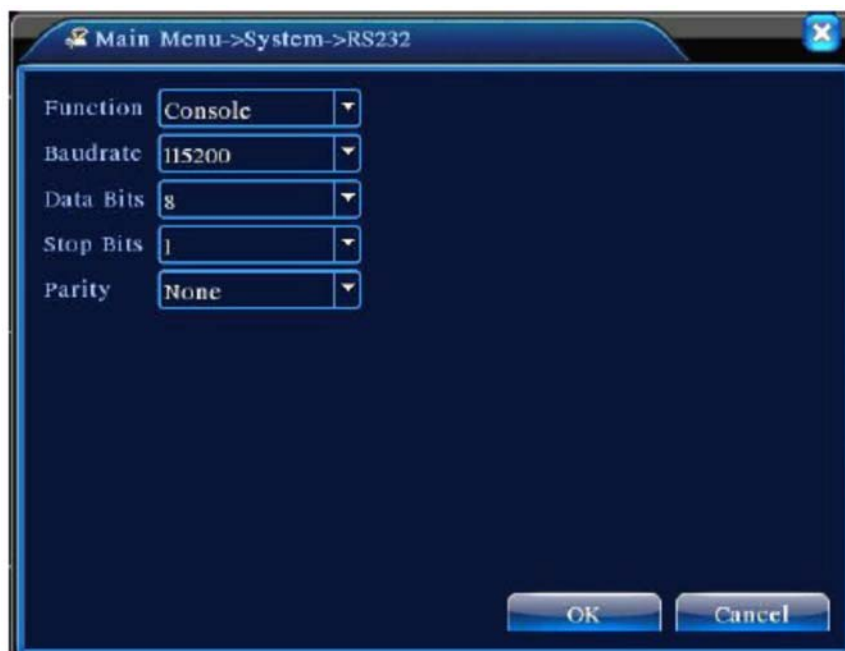 Main Menu->System->RS232
Function Console
Baudrate 115200
Data Bits 8
Stop Bits 1
Parity None
OK Cancel